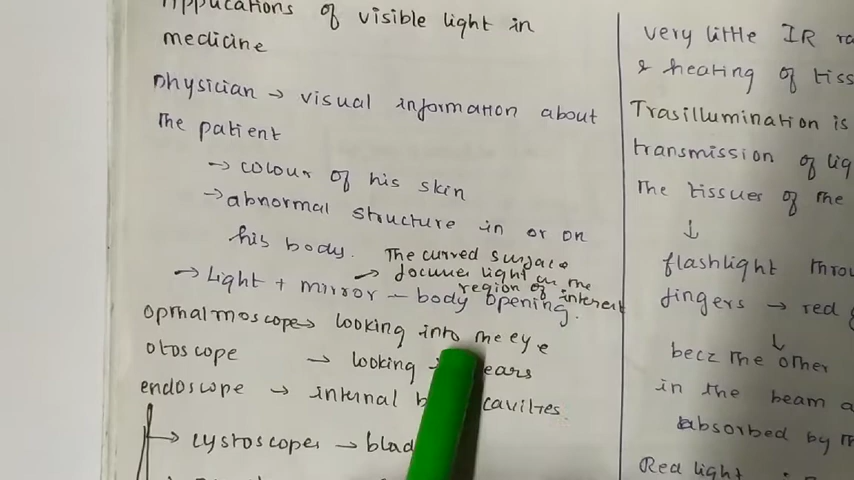 Applications of visible light in
medicine
physician → visual information about
The patient
→ colour of his skin
→ abnormal structure in or on
his body.
The curved surface
→ focuses light on the
region of interest
→ Light + mirror – body opening.
opthalmoscope → looking into the eye
otoscope → looking ears
endoscope → internal cavities.
→ cystoscopes → blad
very little IR ra
& heating of tiss
Trasillumination is
transmission of lig
The tissues of the
↓
flashlight throu
fingers → red
↓
becz the other
in the beam a
absorbed by th
Red light